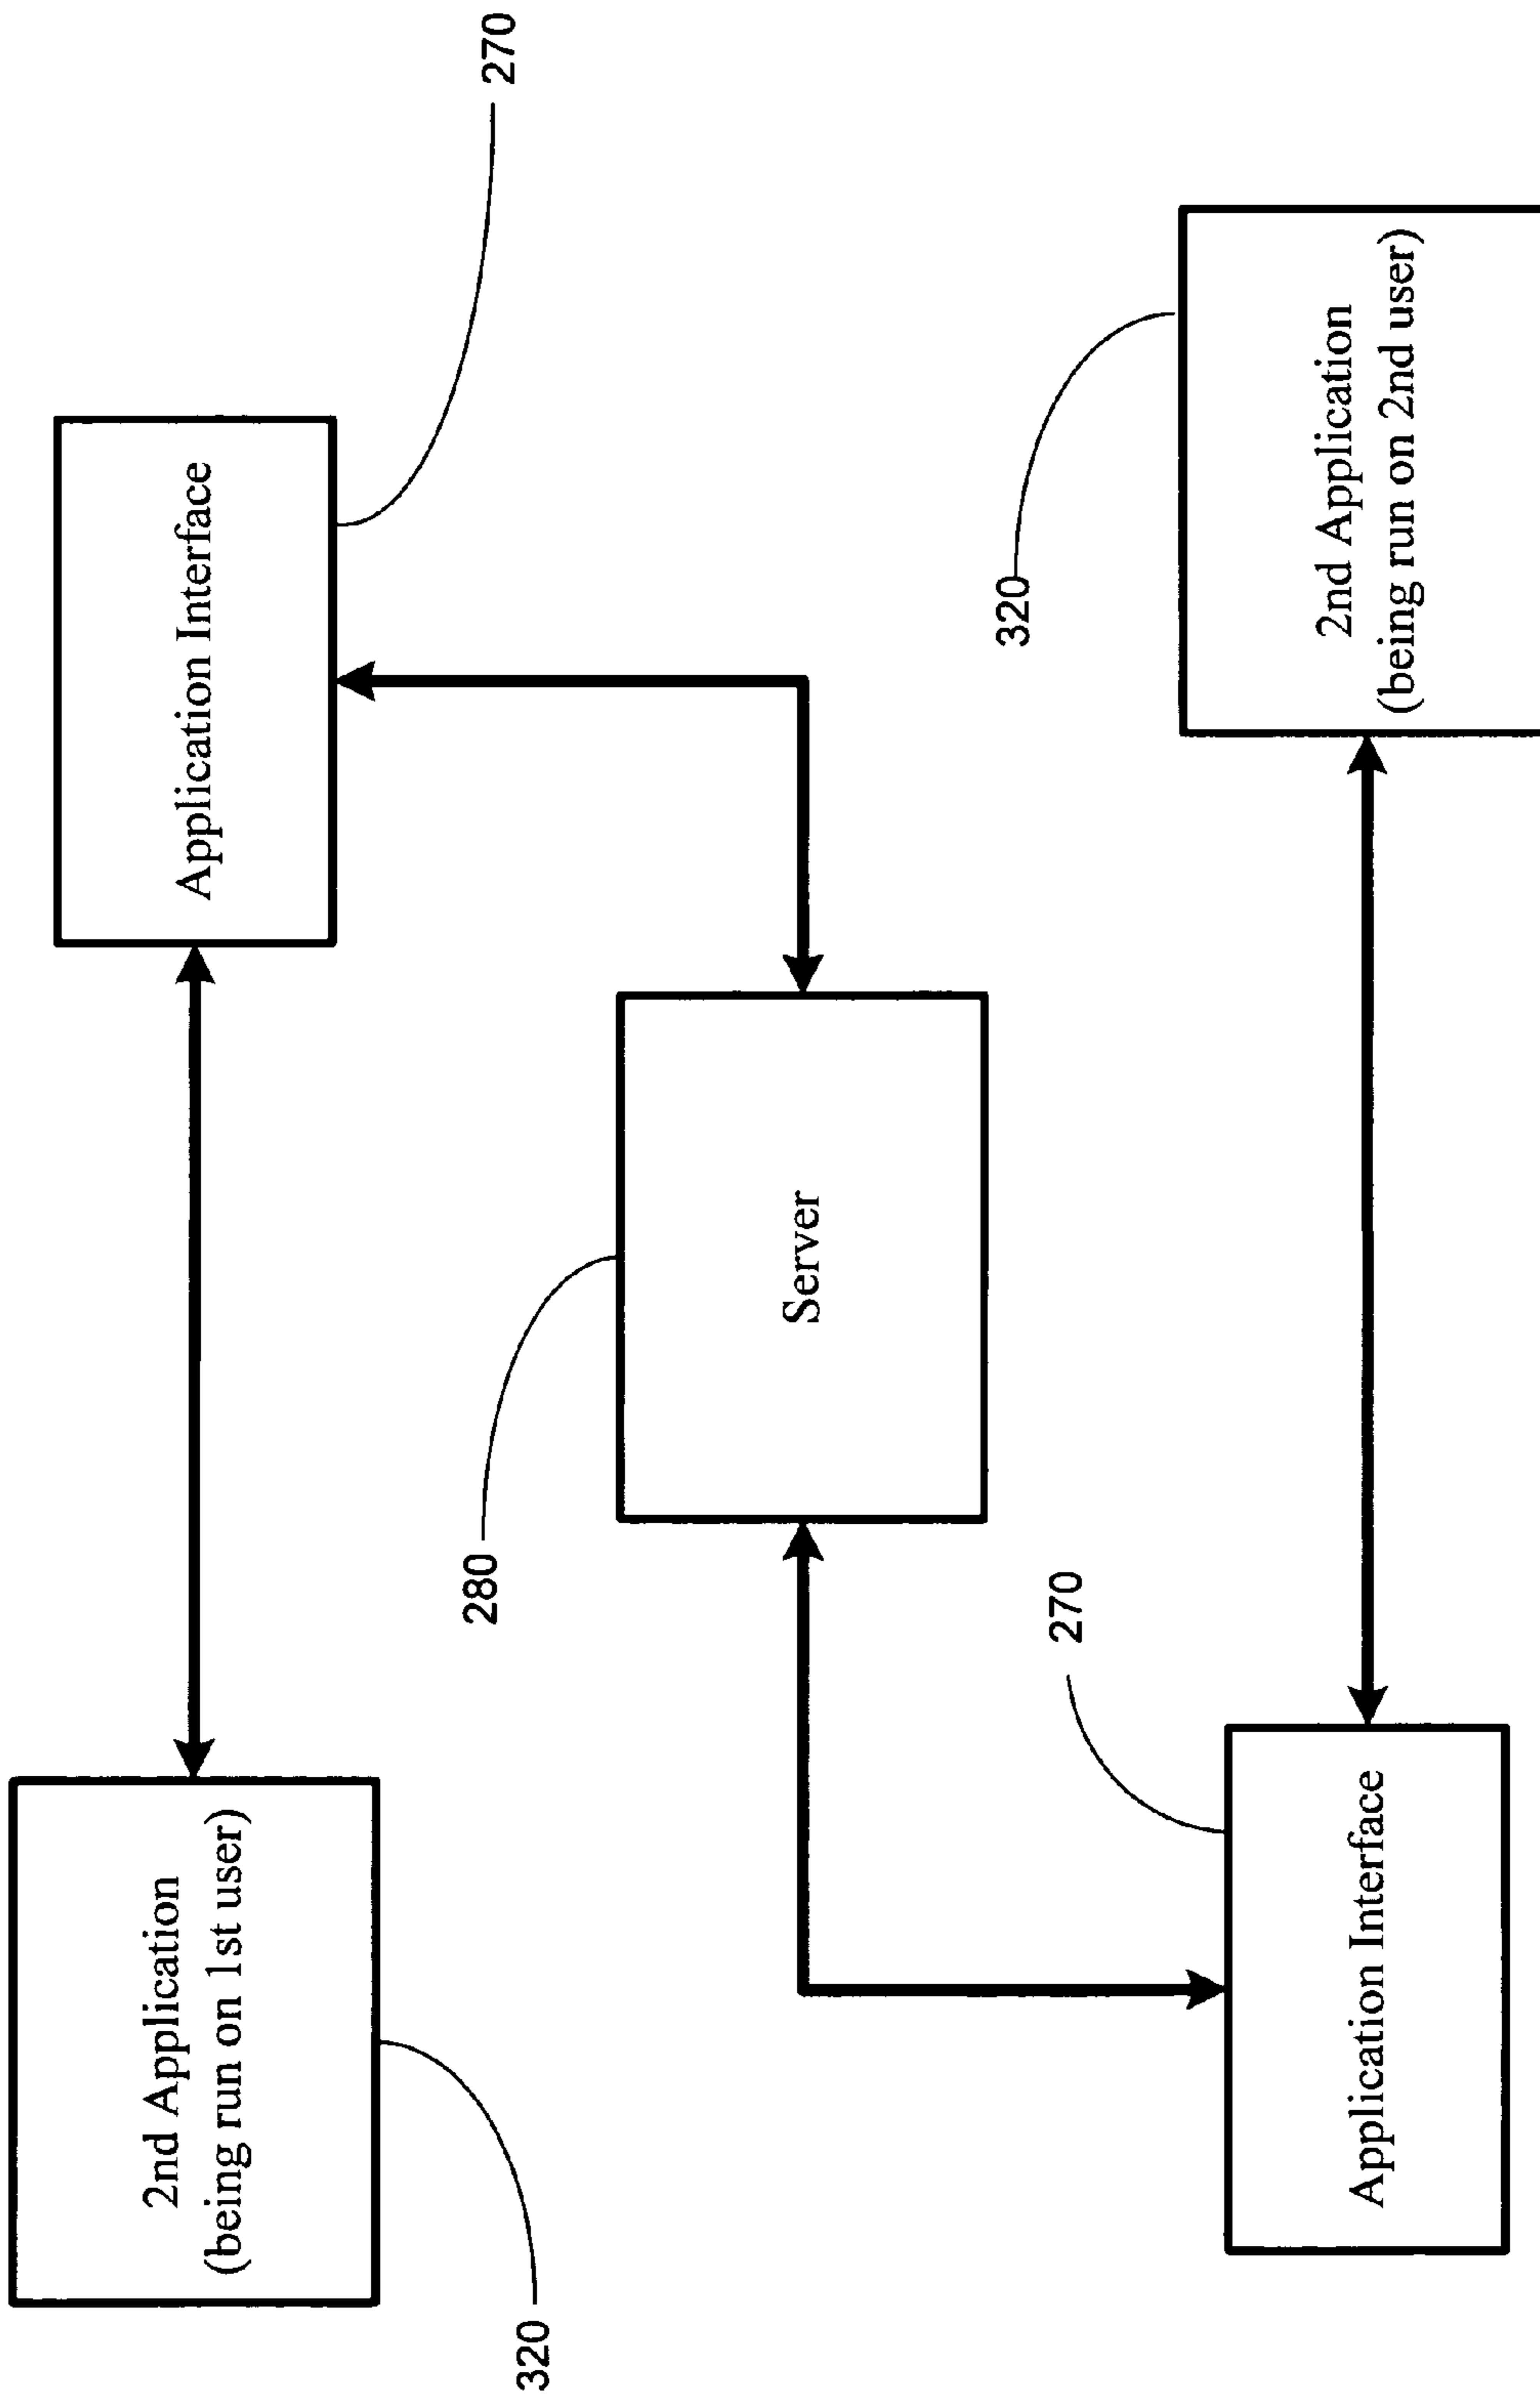 2nd Application
(being run on 1st user)
320
Application Interface
270
280
Server
270
Application Interface
320
2nd Application
(being run on 2nd user)